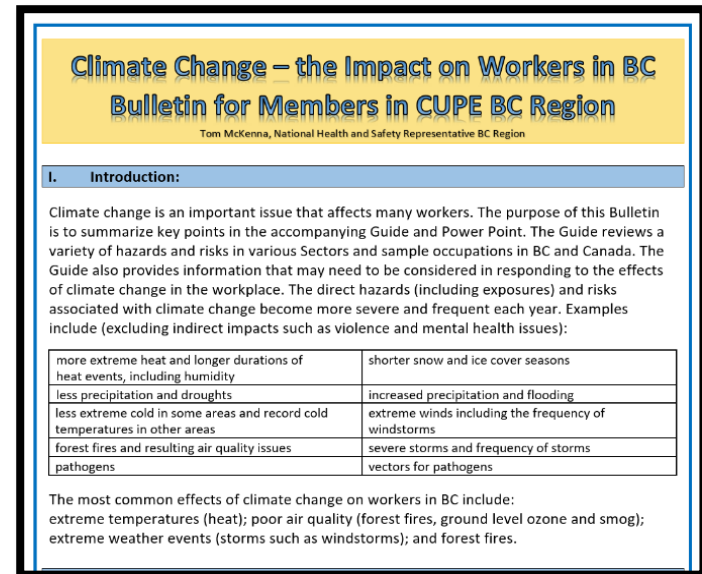 Climate Change – the Impact on Workers in BC
Bulletin for Members in CUPE BC Region
Tom McKenna, National Health and Safety Representative BC Region
I. Introduction:
Climate change is an important issue that affects many workers. The purpose of this Bulletin
is to summarize key points in the accompanying Guide and Power Point. The Guide reviews a
variety of hazards and risks in various Sectors and sample occupations in BC and Canada. The
Guide also provides information that may need to be considered in responding to the effects
of climate change in the workplace. The direct hazards (including exposures) and risks
associated with climate change become more severe and frequent each year. Examples
include (excluding indirect impacts such as violence and mental health issues):
more extreme heat and longer durations of
heat events, including humidity
shorter snow and ice cover seasons
less precipitation and droughts
increased precipitation and flooding
less extreme cold in some areas and record cold
temperatures in other areas
extreme winds including the frequency of
windstorms
forest fires and resulting air quality issues
severe storms and frequency of storms
pathogens
vectors for pathogens
The most common effects of climate change on workers in BC include:
extreme temperatures (heat); poor air quality (forest fires, ground level ozone and smog);
extreme weather events (storms such as windstorms); and forest fires.